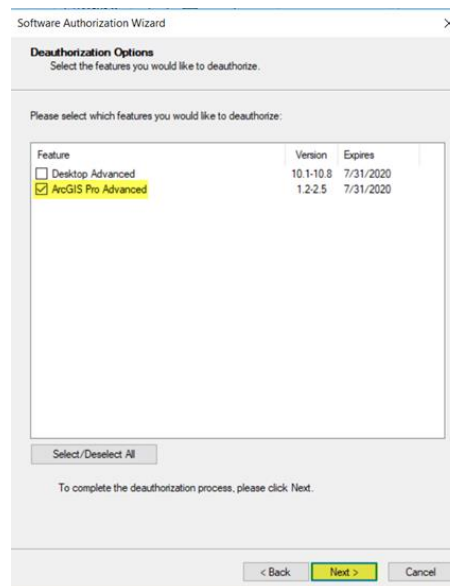 Software Authorization Wizard
Deauthorization Options
Select the features you would like to deauthorize.
Please select which features you would like to deauthorize:
Feature Version Expires
Desktop Advanced 10.1-10.8 7/31/2020
ArcGIS Pro Advanced 1.2-2.5 7/31/2020
Select/Deselect All
To complete the deauthorization process, please click Next.
< Back Next > Cancel